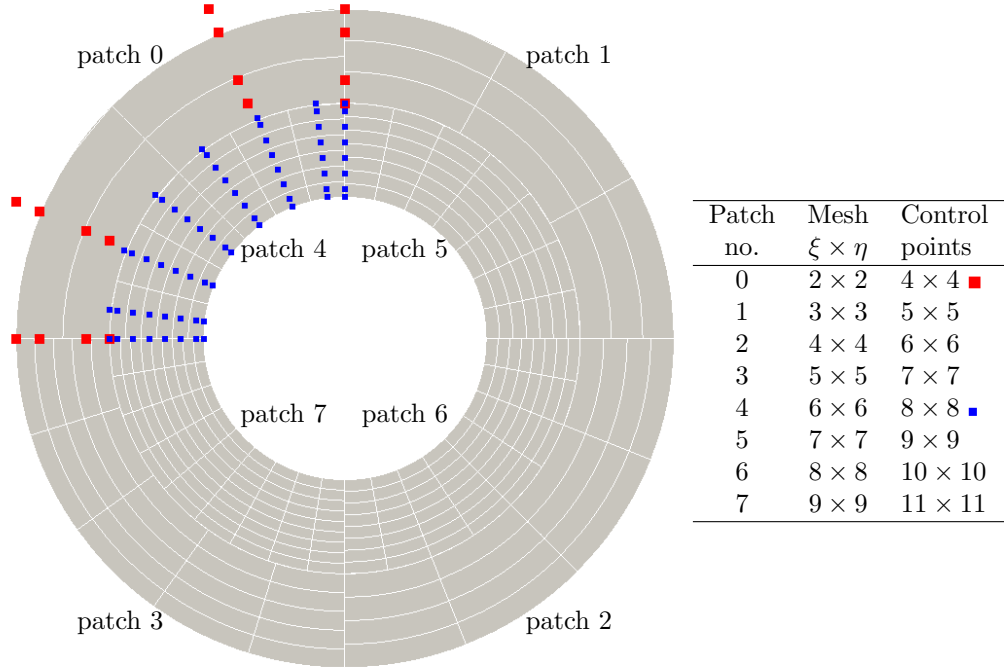 patch 0
patch 1
patch 4 patch 5
patch 7 patch 6
patch 3
patch 2
Patch Mesh Control
no. ξ × η points
0 2 × 2 4 × 4
1 3 × 3 5 × 5
2 4 × 4 6 × 6
3 5 × 5 7 × 7
4 6 × 6 8 × 8
5 7 × 7 9 × 9
6 8 × 8 10 × 10
7 9 × 9 11 × 11